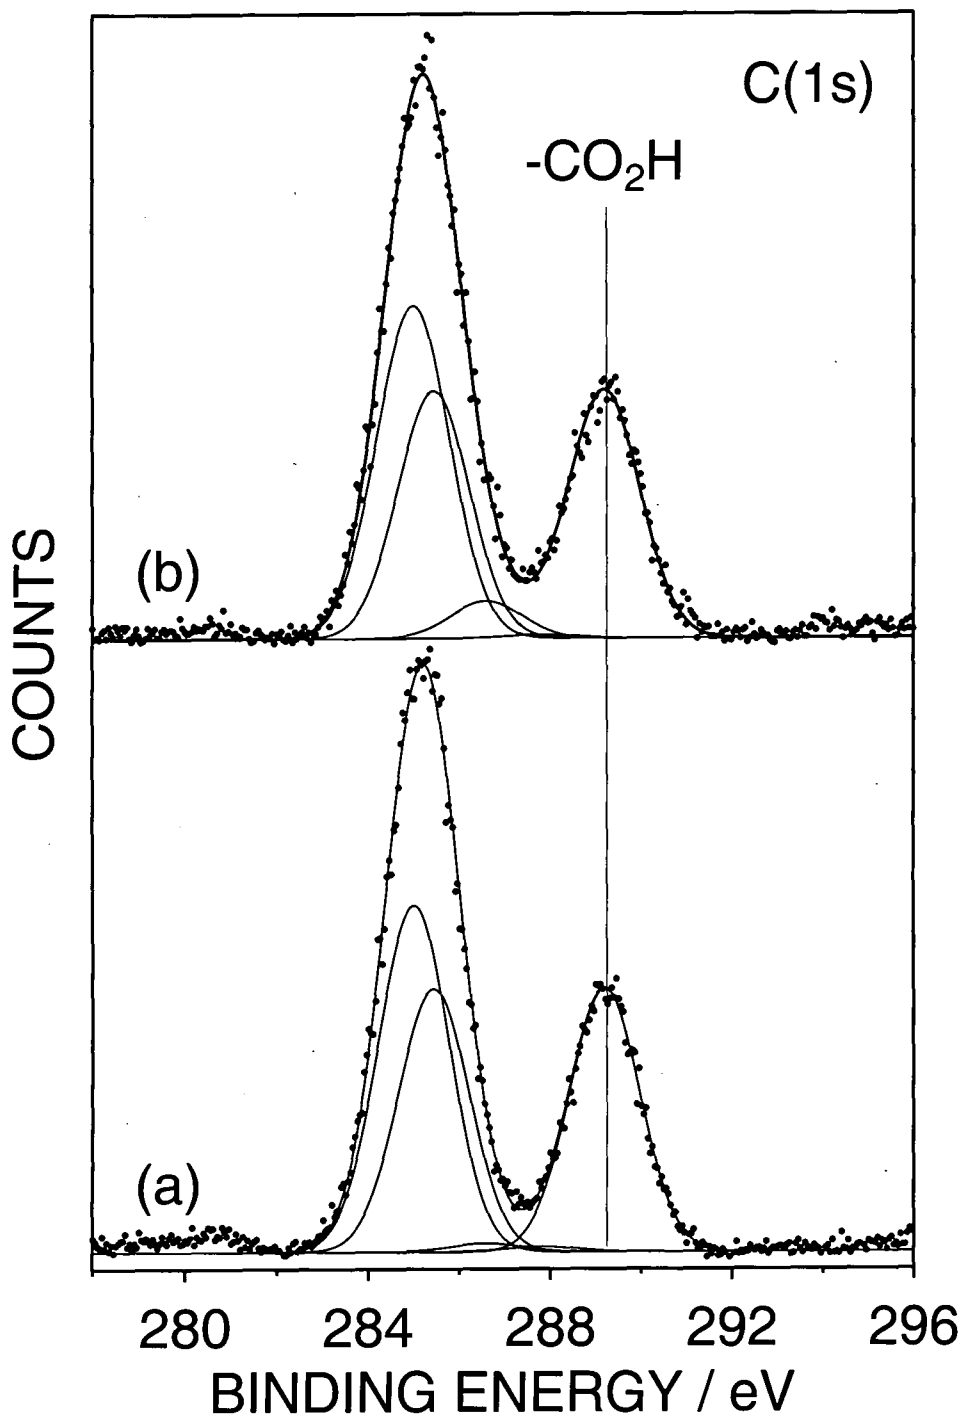 C(1s)
-CO₂H
(b)
(a)
COUNTS
280 284 288 292 296
BINDING ENERGY / eV